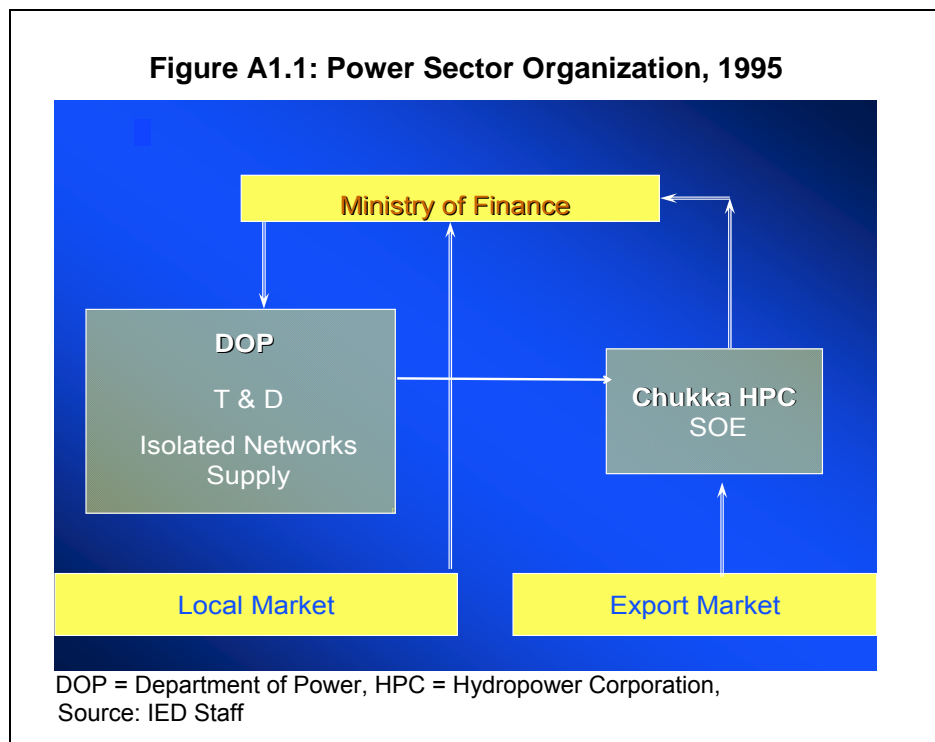 Figure A1.1: Power Sector Organization, 1995
Ministry of Finance
DOP
T & D
Isolated Networks
Supply
Chukka HPC
SOE
Local Market
Export Market
DOP = Department of Power, HPC = Hydropower Corporation,
Source: IED Staff